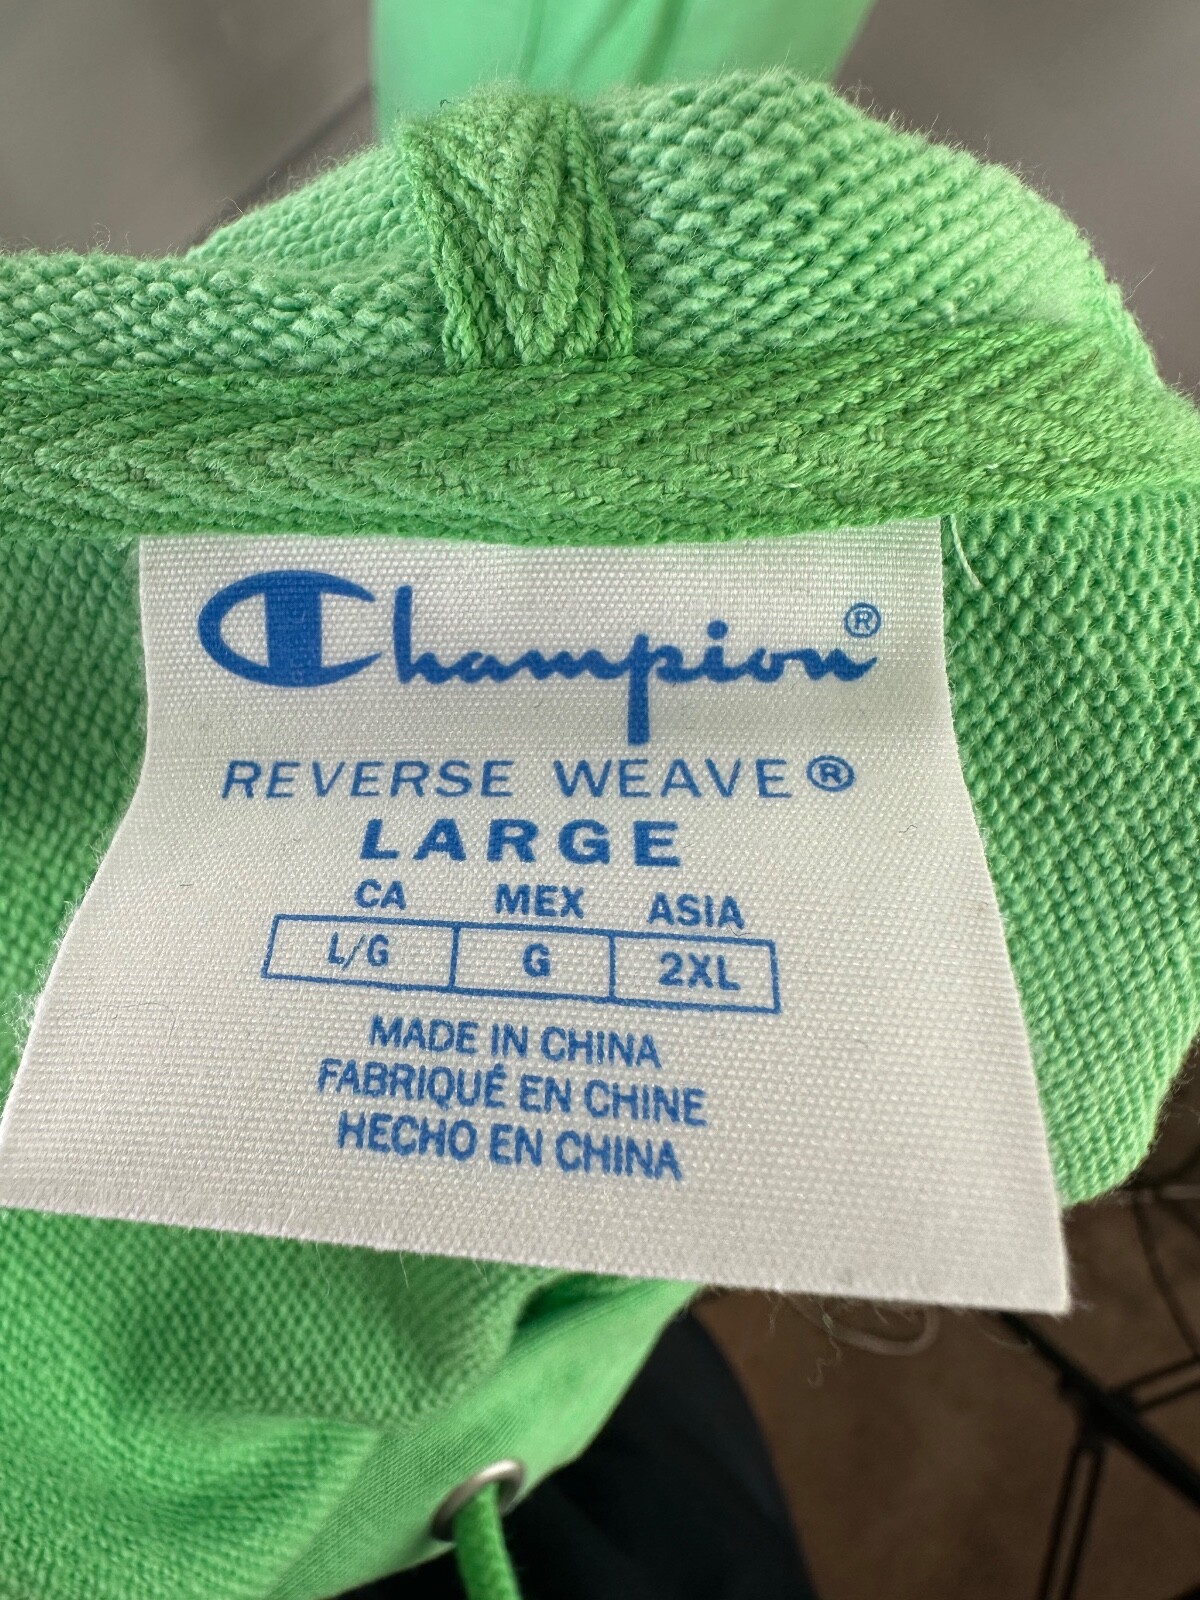 Champion®
REVERSE WEAVE®
LARGE
CA MEX ASIA
L/G G 2XL
MADE IN CHINA
FABRIQUÉ EN CHINE
HECHO EN CHINA